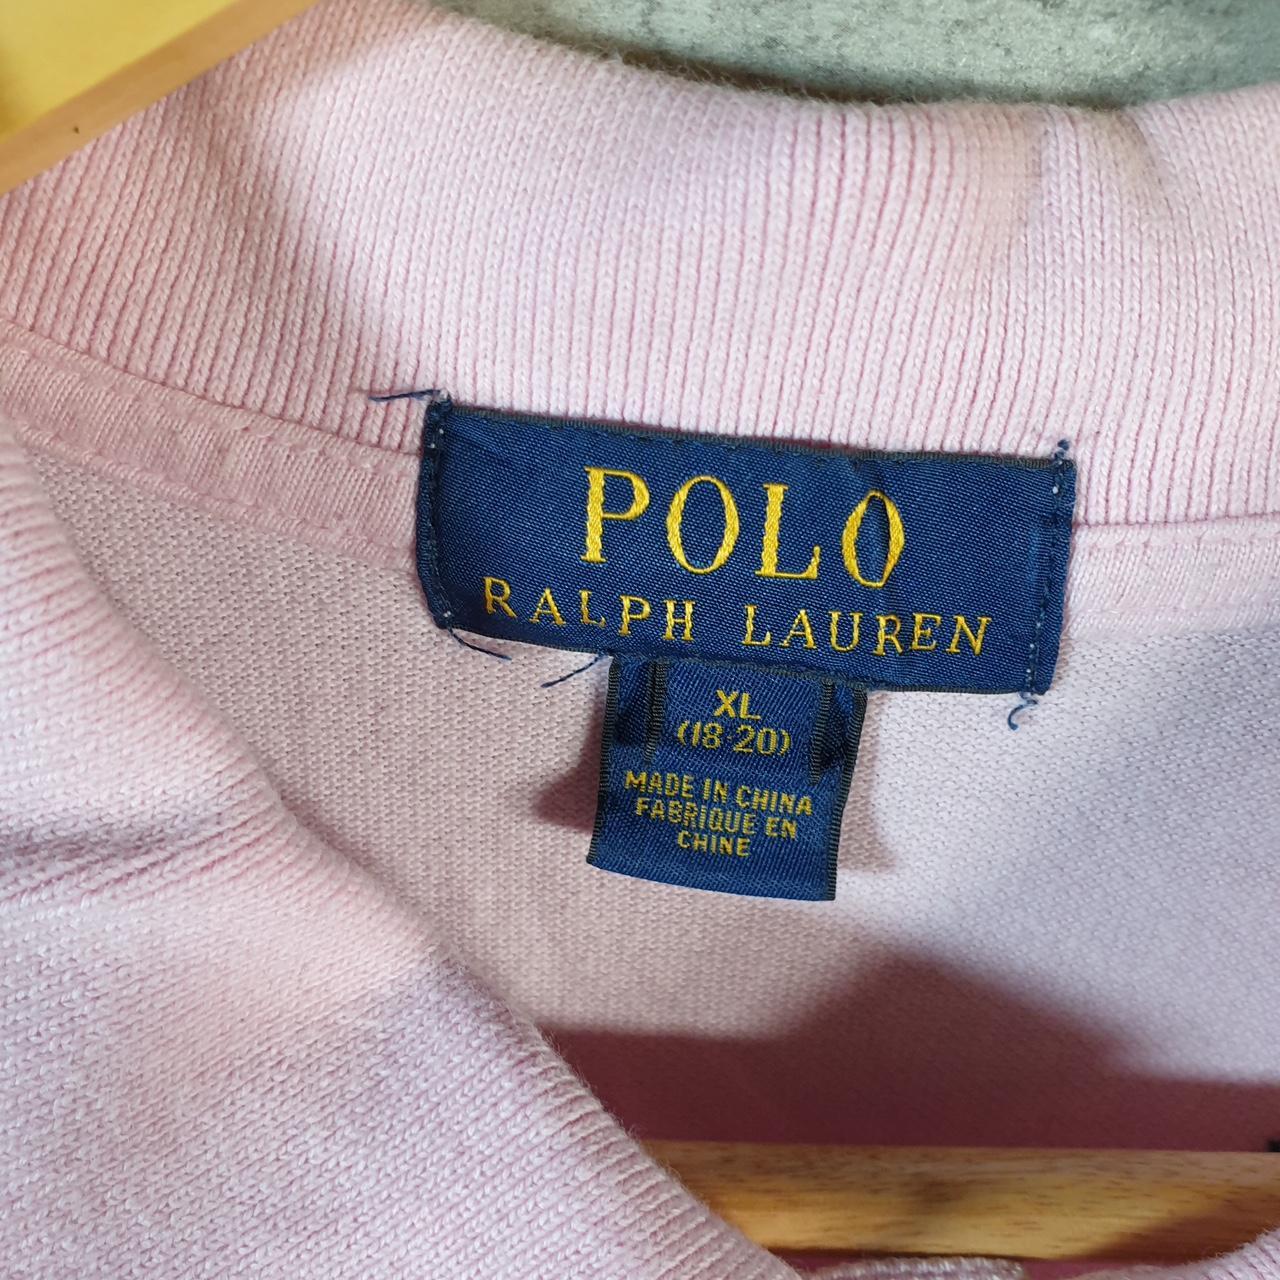 POLO
RALPH LAUREN
XL
(18-20)
MADE IN CHINA
FABRIQUE EN
CHINE